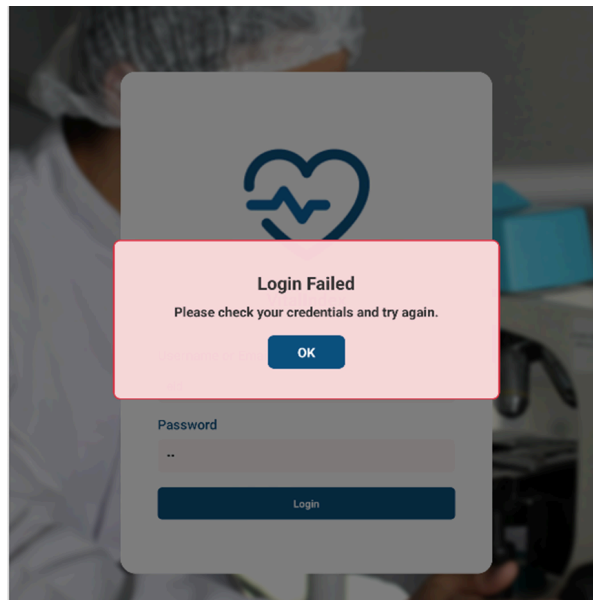 Login Failed
Please check your credentials and try again.
OK
Password
Login